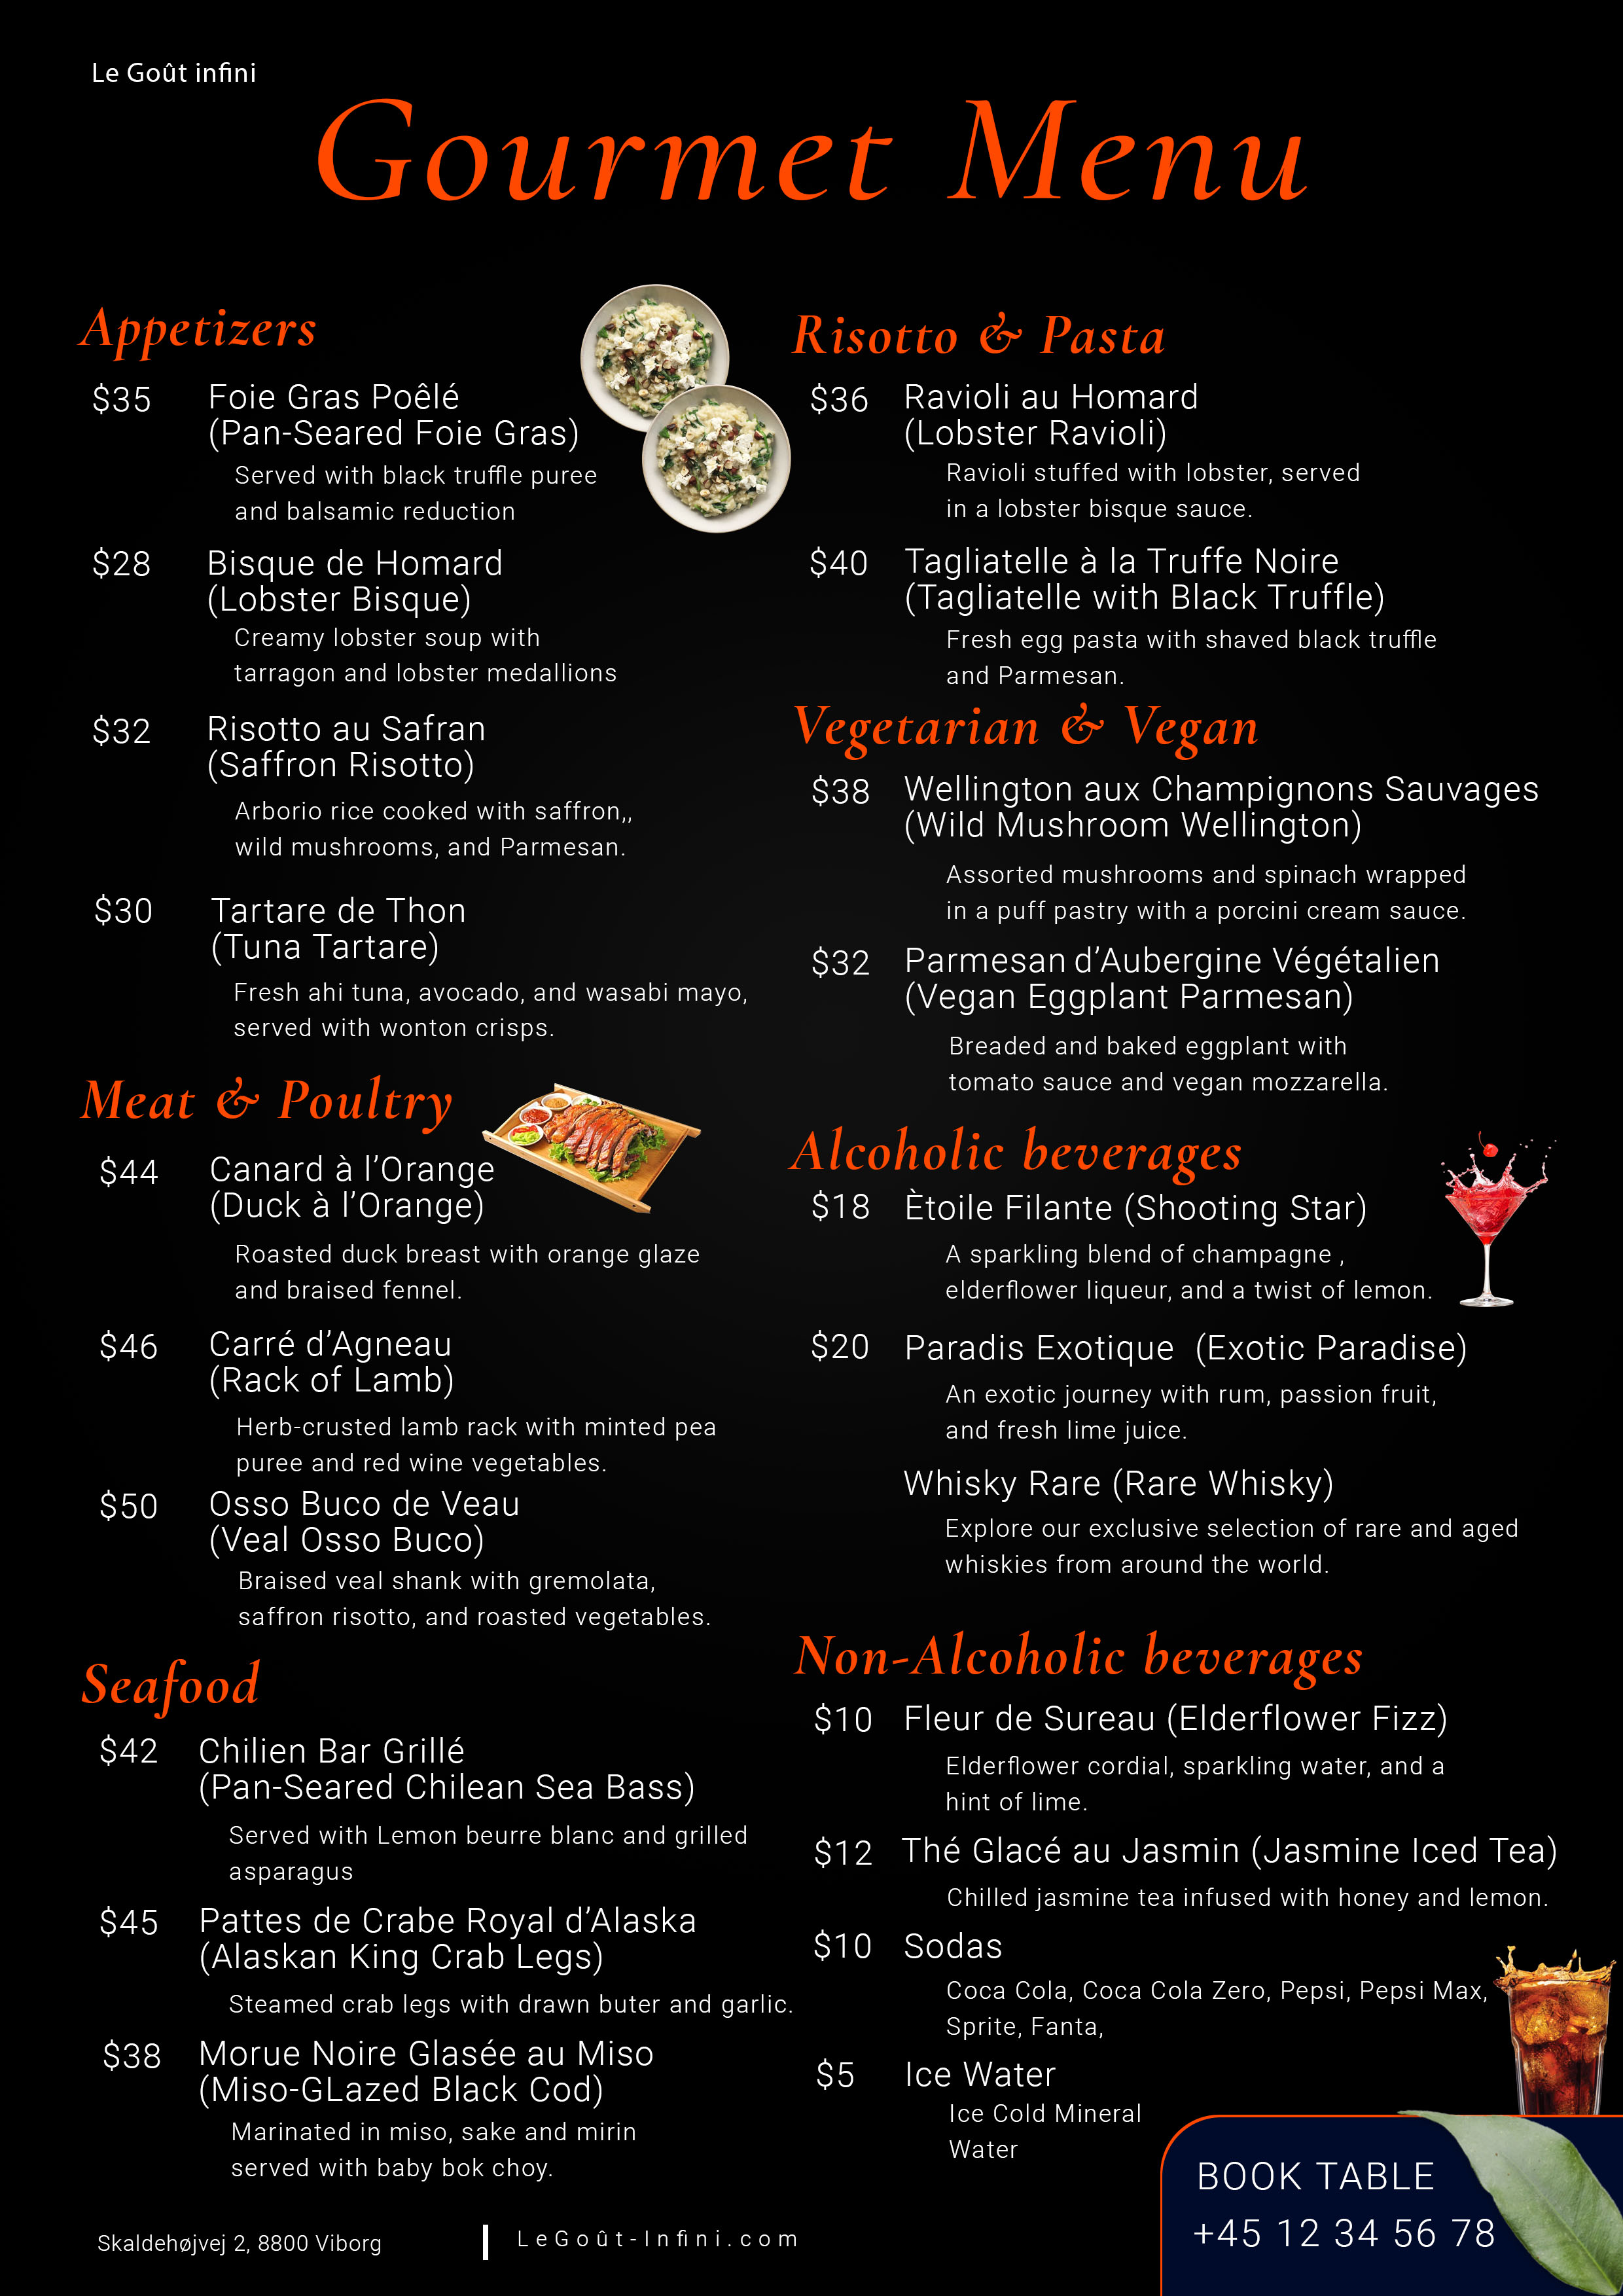 Le Goût infini
Gourmet Menu
Appetizers
$35 Foie Gras Poêlé
(Pan-Seared Foie Gras)
Served with black truffle puree
and balsamic reduction
$28 Bisque de Homard
(Lobster Bisque)
Creamy lobster soup with
tarragon and lobster medallions
$32 Risotto au Safran
(Saffron Risotto)
Arborio rice cooked with saffron,,
wild mushrooms, and Parmesan.
$30 Tartare de Thon
(Tuna Tartare)
Fresh ahi tuna, avocado, and wasabi mayo,
served with wonton crisps.
Meat & Poultry
$44 Canard à l’Orange
(Duck à l’Orange)
Roasted duck breast with orange glaze
and braised fennel.
$46 Carré d’Agneau
(Rack of Lamb)
Herb-crusted lamb rack with minted pea
puree and red wine vegetables.
$50 Osso Buco de Veau
(Veal Osso Buco)
Braised veal shank with gremolata,
saffron risotto, and roasted vegetables.
Seafood
$42 Chilien Bar Grillé
(Pan-Seared Chilean Sea Bass)
Served with Lemon beurre blanc and grilled
asparagus
$45 Pattes de Crabe Royal d’Alaska
(Alaskan King Crab Legs)
Steamed crab legs with drawn buter and garlic.
$38 Morue Noire Glasée au Miso
(Miso-GLazed Black Cod)
Marinated in miso, sake and mirin
served with baby bok choy.
Risotto & Pasta
$36 Ravioli au Homard
(Lobster Ravioli)
Ravioli stuffed with lobster, served
in a lobster bisque sauce.
$40 Tagliatelle à la Truffe Noire
(Tagliatelle with Black Truffle)
Fresh egg pasta with shaved black truffle
and Parmesan.
Vegetarian & Vegan
$38 Wellington aux Champignons Sauvages
(Wild Mushroom Wellington)
Assorted mushrooms and spinach wrapped
in a puff pastry with a porcini cream sauce.
$32 Parmesan d’Aubergine Végétalien
(Vegan Eggplant Parmesan)
Breaded and baked eggplant with
tomato sauce and vegan mozzarella.
Alcoholic beverages
$18 Ètoile Filante (Shooting Star)
A sparkling blend of champagne ,
elderflower liqueur, and a twist of lemon.
$20 Paradis Exotique (Exotic Paradise)
An exotic journey with rum, passion fruit,
and fresh lime juice.
Whisky Rare (Rare Whisky)
Explore our exclusive selection of rare and aged
whiskies from around the world.
Non-Alcoholic beverages
$10 Fleur de Sureau (Elderflower Fizz)
Elderflower cordial, sparkling water, and a
hint of lime.
$12 Thé Glacé au Jasmin (Jasmine Iced Tea)
Chilled jasmine tea infused with honey and lemon.
$10 Sodas
Coca Cola, Coca Cola Zero, Pepsi, Pepsi Max,
Sprite, Fanta,
$5 Ice Water
Ice Cold Mineral
Water
BOOK TABLE
+45 12 34 56 78
Skaldehøjvej 2, 8800 Viborg
LeGoût-Infini.com